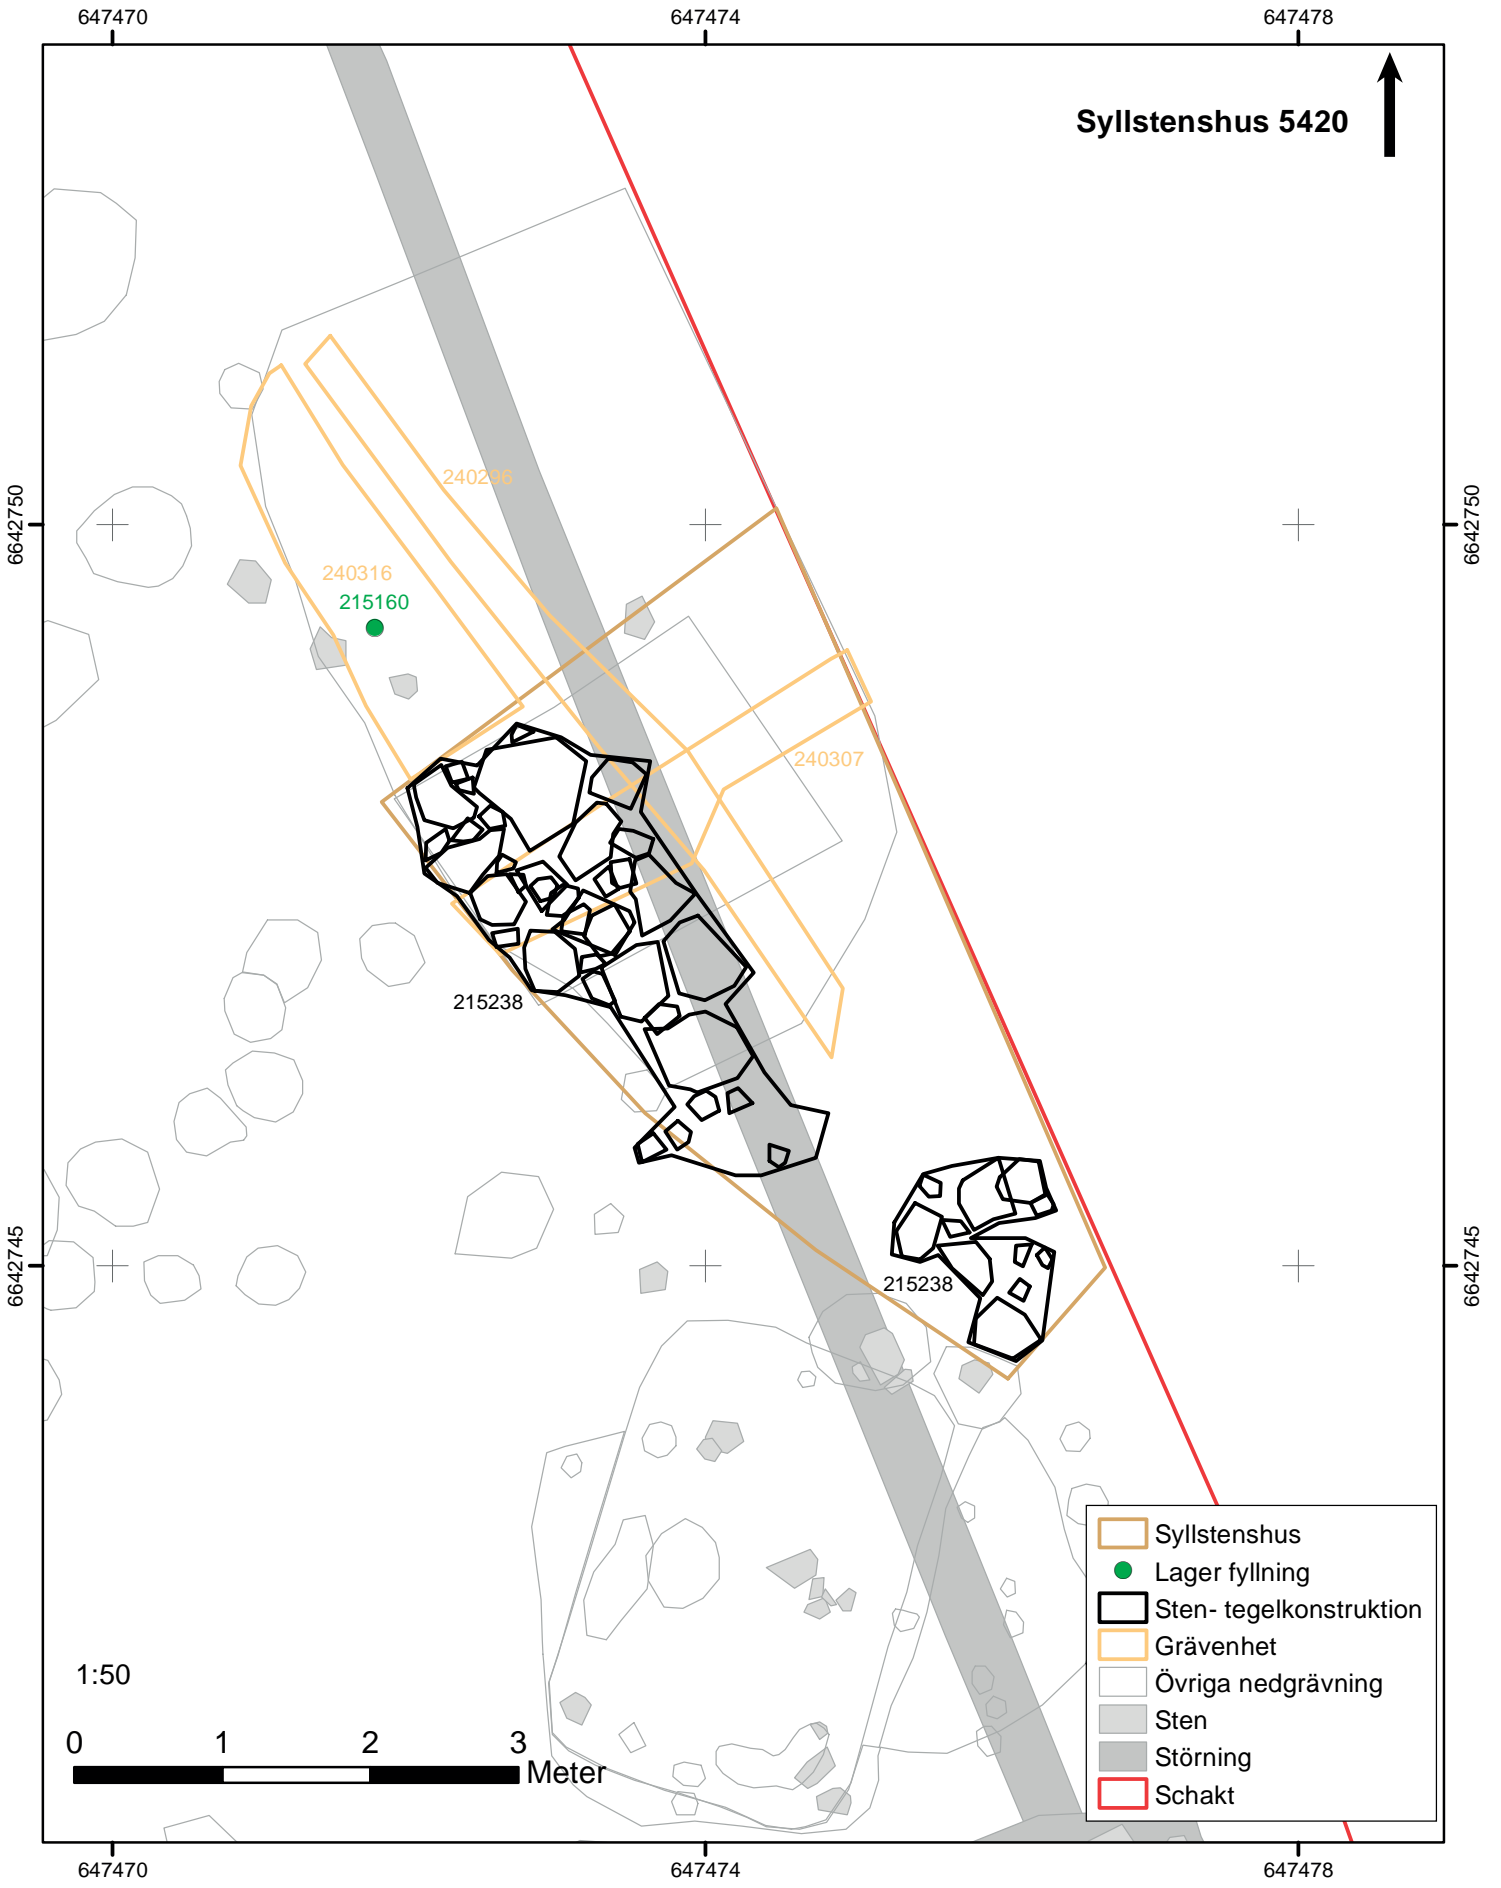 647470
647474
647478
Syllstenshus 5420
240296
6642750
6642750
240316
215160
240307
215238
6642745
6642745
215238
Syllstenshus
Lager fyllning
Sten- tegelkonstruktion
Grävenhet
Övriga nedgrävning
Sten
Störning
Schakt
1:50
0 1 2 3
Meter
647470
647474
647478